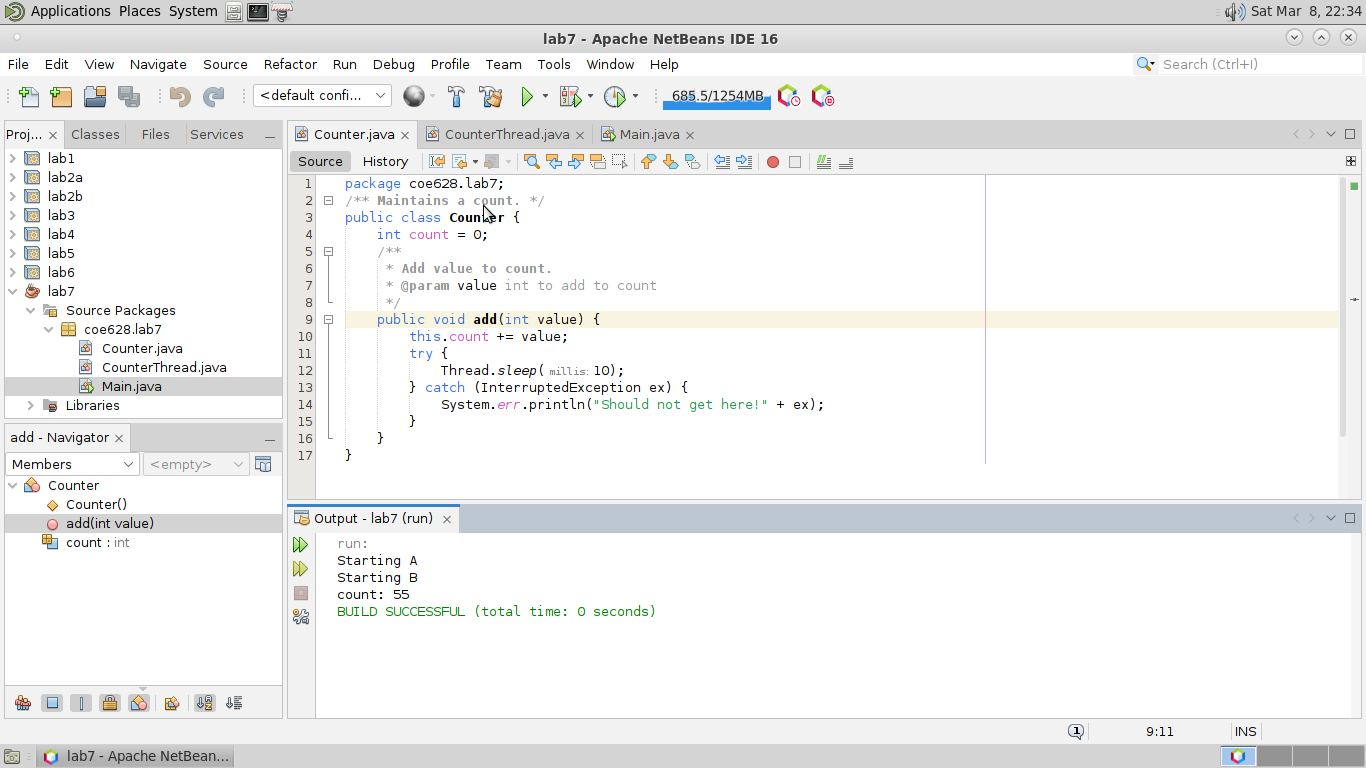 Applications Places System Sat Mar 8, 22:34
lab7 - Apache NetBeans IDE 16
File Edit View Navigate Source Refactor Run Debug Profile Team Tools Window Help Search (Ctrl+I)
<default confi... 685.5/1254MB
Proj... Classes Files Services
lab1
lab2a
lab2b
lab3
lab4
lab5
lab6
lab7
Source Packages
coe628.lab7
Counter.java
CounterThread.java
Main.java
Libraries
add - Navigator
Members <empty>
Counter
Counter()
add(int value)
count : int
Counter.java CounterThread.java Main.java
Source History
1 package coe628.lab7;
2 /** Maintains a count. */
3 public class Counter {
4 int count = 0;
5 /**
6 * Add value to count.
7 * @param value int to add to count
8 */
9 public void add(int value) {
10 this.count += value;
11 try {
12 Thread.sleep( millis: 10);
13 } catch (InterruptedException ex) {
14 System.err.println("Should not get here!" + ex);
15 }
16 }
17 }
Output - lab7 (run)
run:
Starting A
Starting B
count: 55
BUILD SUCCESSFUL (total time: 0 seconds)
1 9:11 INS
lab7 - Apache NetBean...